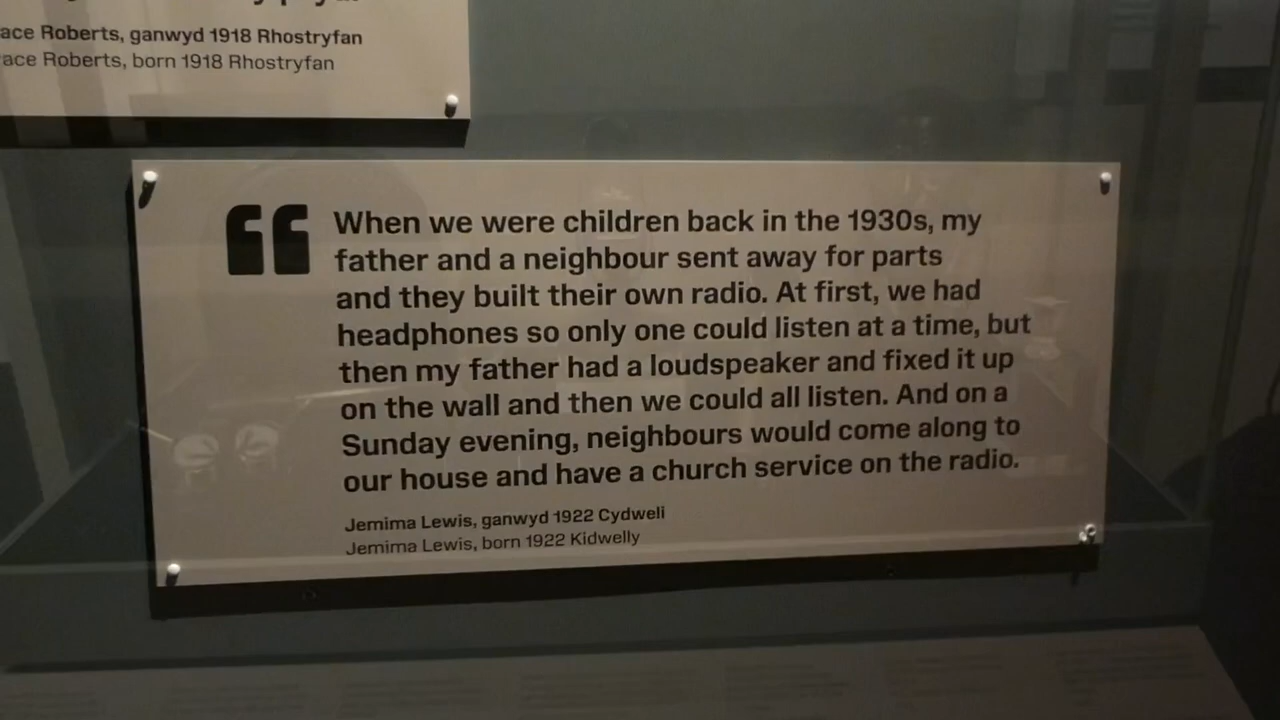 ace Roberts, ganwyd 1918 Rhostryfan
ace Roberts, born 1918 Rhostryfan
When we were children back in the 1930s, my
father and a neighbour sent away for parts
and they built their own radio. At first, we had
headphones so only one could listen at a time, but
then my father had a loudspeaker and fixed it up
on the wall and then we could all listen. And on a
Sunday evening, neighbours would come along to
our house and have a church service on the radio.
Jemima Lewis, ganwyd 1922 Cydweli
Jemima Lewis, born 1922 Kidwelly